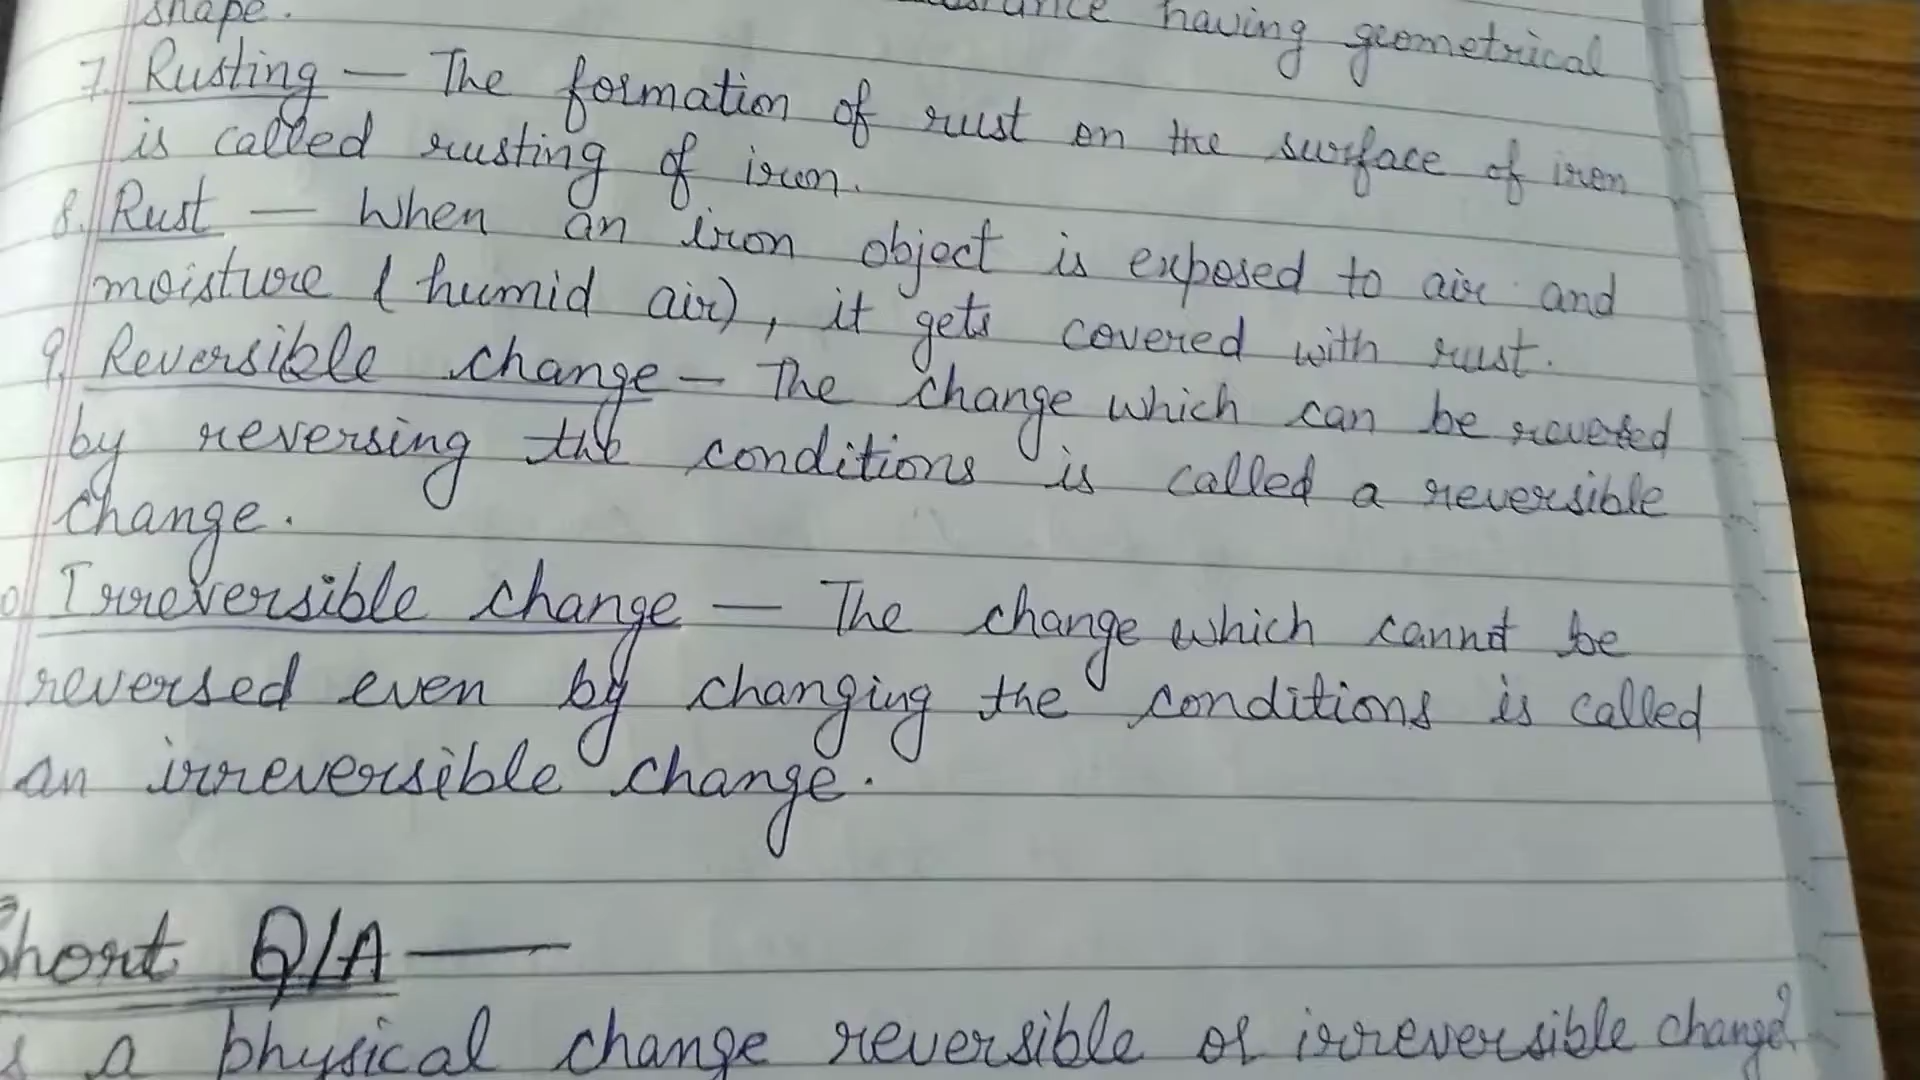 having geometrical
shape.
7. Rusting — The formation of rust on the surface of iron
is called rusting of iron.
8. Rust — When an iron object is exposed to air and
moisture (humid air), it gets covered with rust.
9. Reversible change — The change which can be
by reversing the conditions is called a reversible
change.
Irreversible change — The change which cannot be
reversed even by changing the conditions is called
an irreversible change.
Short Q/A —
a physical change reversible or irreversible change?